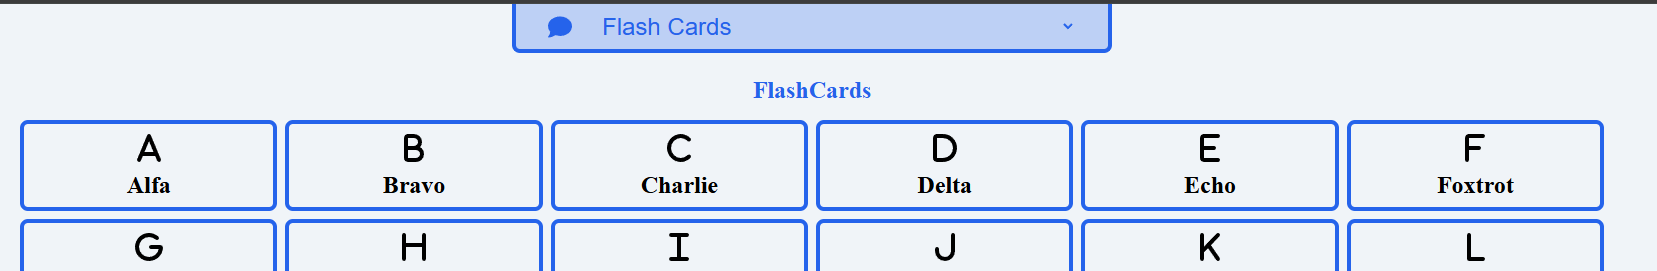 Flash Cards
FlashCards
A B C D E F
Alfa Bravo Charlie Delta Echo Foxtrot
G H I J K L